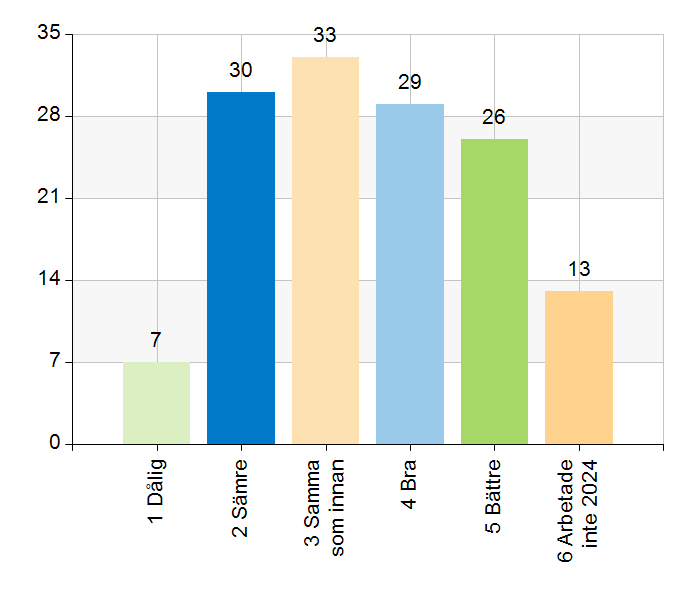 35
28
21
14
7
0
7
30
33
29
26
13
1 Dålig
2 Sämre
3 Samma
som innan
4 Bra
5 Bättre
6 Arbetade
inte 2024